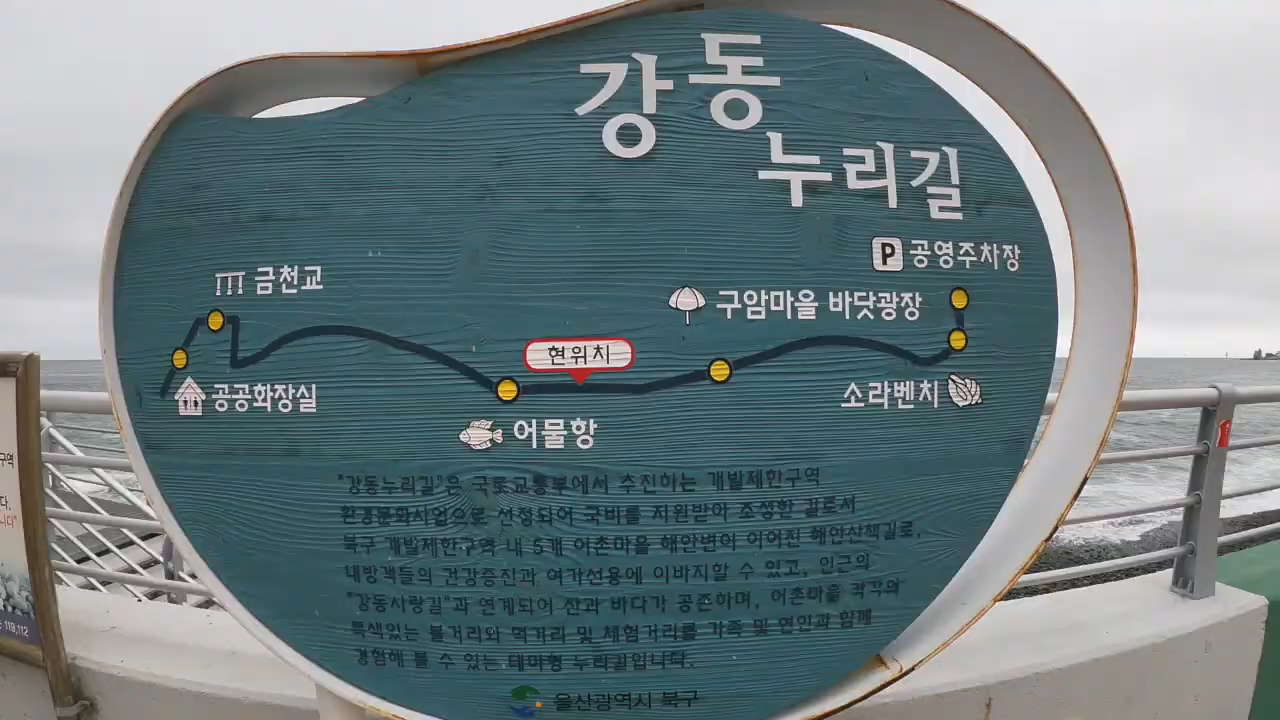 강동
누리길
P 공영주차장
금천교
구암마을 바닷광장
현위치
공공화장실
소라벤치
어물항
"강동누리길"은 국토교통부에서 추진하는 개발제한구역
환경문화사업으로 선정되어 국비를 지원받아 조성한 길로서
북구 개발제한구역 내 5개 어촌마을 해안변이 이어진 해안산책길로,
내방객들의 건강증진과 여가선용에 이바지할 수 있고, 인근의
"강동사랑길"과 연계되어 산과 바다가 공존하며, 어촌마을 각각의
특색있는 볼거리와 먹거리 및 체험거리를 가족 및 연인과 함께
경험해 볼 수 있는 테마형 누리길입니다.
울산광역시 북구
구역
다.
니다"
119,112